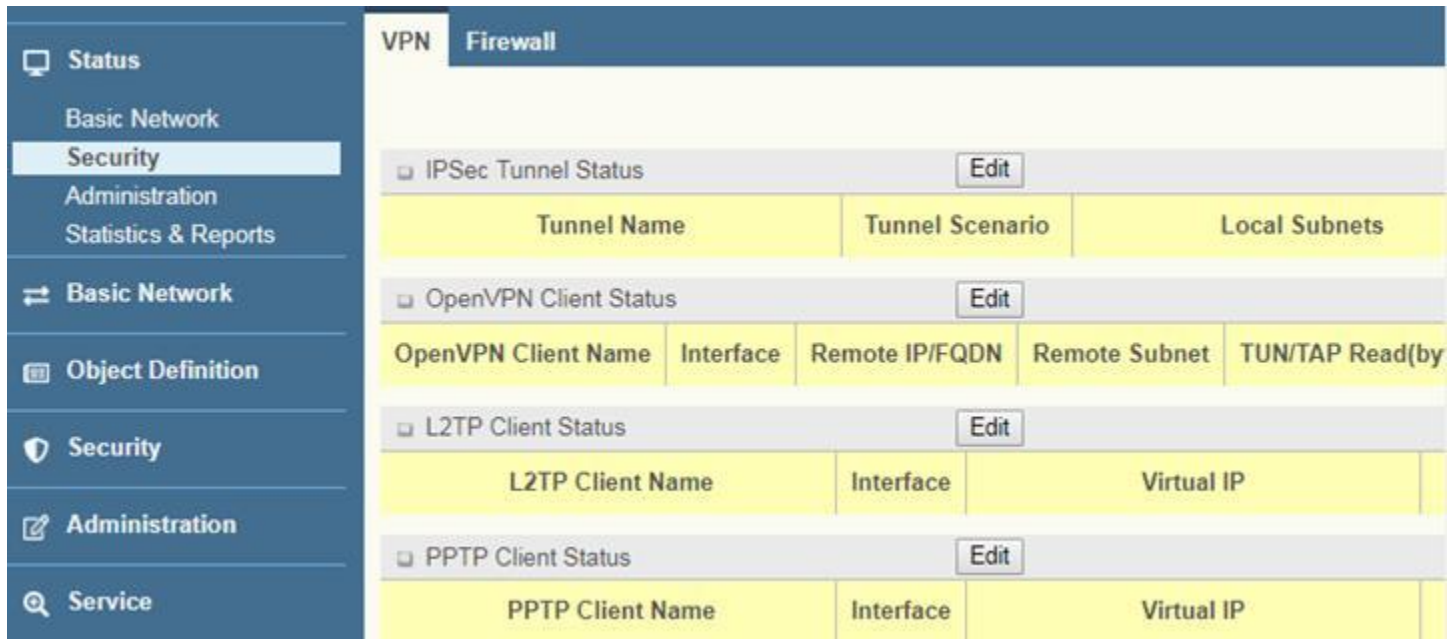 Status
Basic Network
Security
Administration
Statistics & Reports
Basic Network
Object Definition
Security
Administration
Service
VPN Firewall
IPSec Tunnel Status Edit
Tunnel Name Tunnel Scenario Local Subnets
OpenVPN Client Status Edit
OpenVPN Client Name Interface Remote IP/FQDN Remote Subnet TUN/TAP Read(by
L2TP Client Status Edit
L2TP Client Name Interface Virtual IP
PPTP Client Status Edit
PPTP Client Name Interface Virtual IP